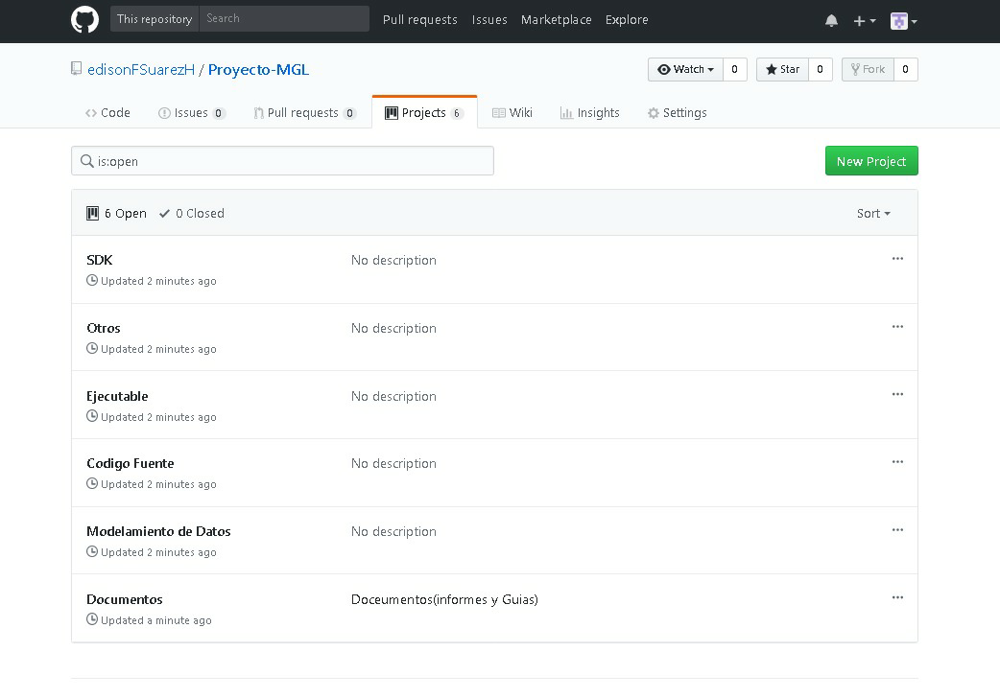 This repository Search Pull requests Issues Marketplace Explore
edisonFSuarezH / Proyecto-MGL Watch 0 Star 0 Fork 0
Code Issues 0 Pull requests 0 Projects 6 Wiki Insights Settings
is:open New Project
6 Open 0 Closed Sort
SDK No description
Updated 2 minutes ago
Otros No description
Updated 2 minutes ago
Ejecutable No description
Updated 2 minutes ago
Codigo Fuente No description
Updated 2 minutes ago
Modelamiento de Datos No description
Updated 2 minutes ago
Documentos Doceumentos(informes y Guias)
Updated a minute ago